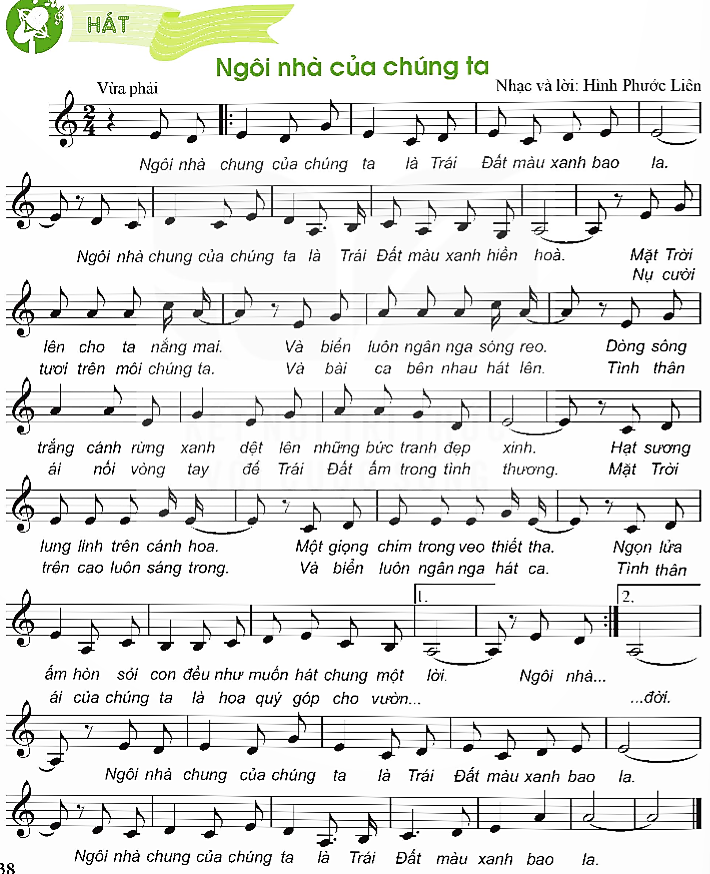 HÁT
Ngôi nhà của chúng ta
Vừa phải
Nhạc và lời: Hình Phước Liên
Ngôi nhà chung của chúng ta là Trái Đất màu xanh bao la.
Ngôi nhà chung của chúng ta là Trái Đất màu xanh hiền hoà. Mặt Trời
Nụ cười
lên cho ta nắng mai. Và biển luôn ngân nga sóng reo. Dòng sông
tươi trên môi chúng ta. Và bài ca bên nhau hát lên. Tình thân
trắng cánh rừng xanh dệt lên những bức tranh đẹp xinh. Hạt sương
ái nối vòng tay để Trái Đất ấm trong tình thương. Mặt Trời
lung linh trên cánh hoa. Một giọng chim trong veo thiết tha. Ngọn lửa
trên cao luôn sáng trong. Và biển luôn ngân nga hát ca. Tình thân
1. 2.
ấm hòn sỏi con đều như muốn hát chung một lời. Ngôi nhà...
ái của chúng ta là hoa quý góp cho vườn... ...đời.
Ngôi nhà chung của chúng ta là Trái Đất màu xanh bao la.
Ngôi nhà chung của chúng ta là Trái Đất màu xanh bao la.
38